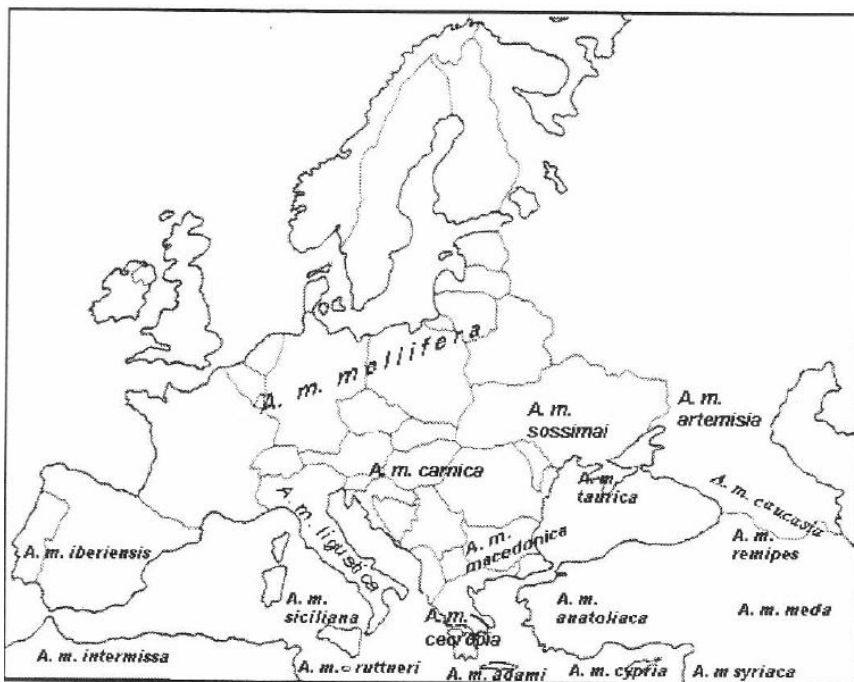 A. m. mellifera
A. m.
sossimai
A. m.
artemisia
A. m. carnica
A. m.
taurica
A. m. caucasia
A. m. ligustica
A. m.
macedonica
A. m.
remipes
A. m. iberiensis
A. m.
siciliana
A. m.
cecropia
A. m.
anatoliaca
A. m. meda
A. m. intermissa
A. m. ruttneri
A. m. adami
A. m. cypria
A. m syriaca